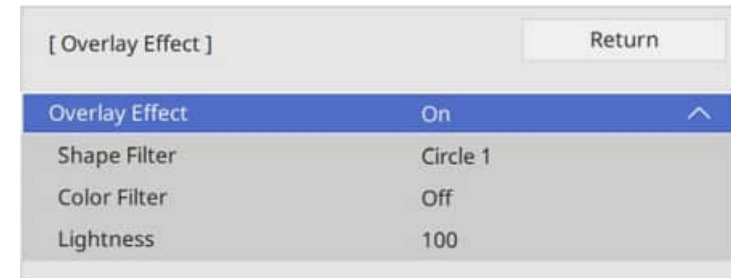 [ Overlay Effect ] Return
Overlay Effect On
Shape Filter Circle 1
Color Filter Off
Lightness 100